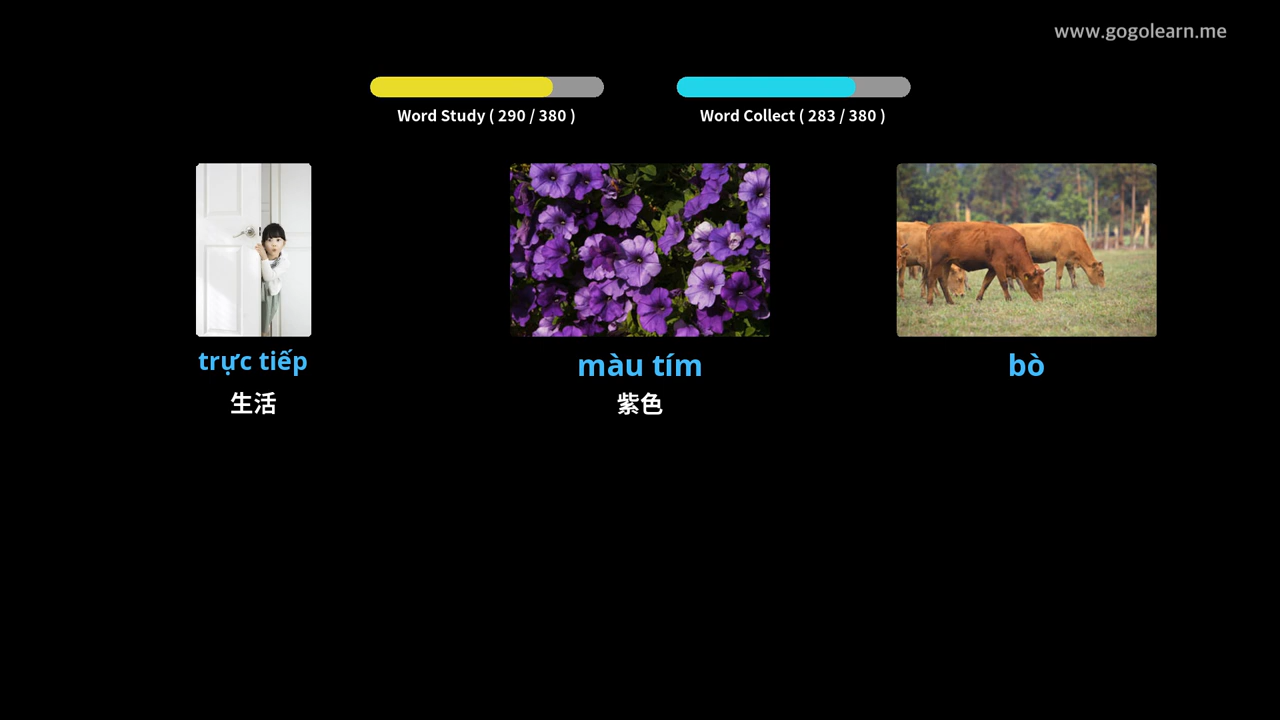 www.gogolearn.me
Word Study ( 290 / 380 )
Word Collect ( 283 / 380 )
trực tiếp
生活
màu tím
紫色
bò